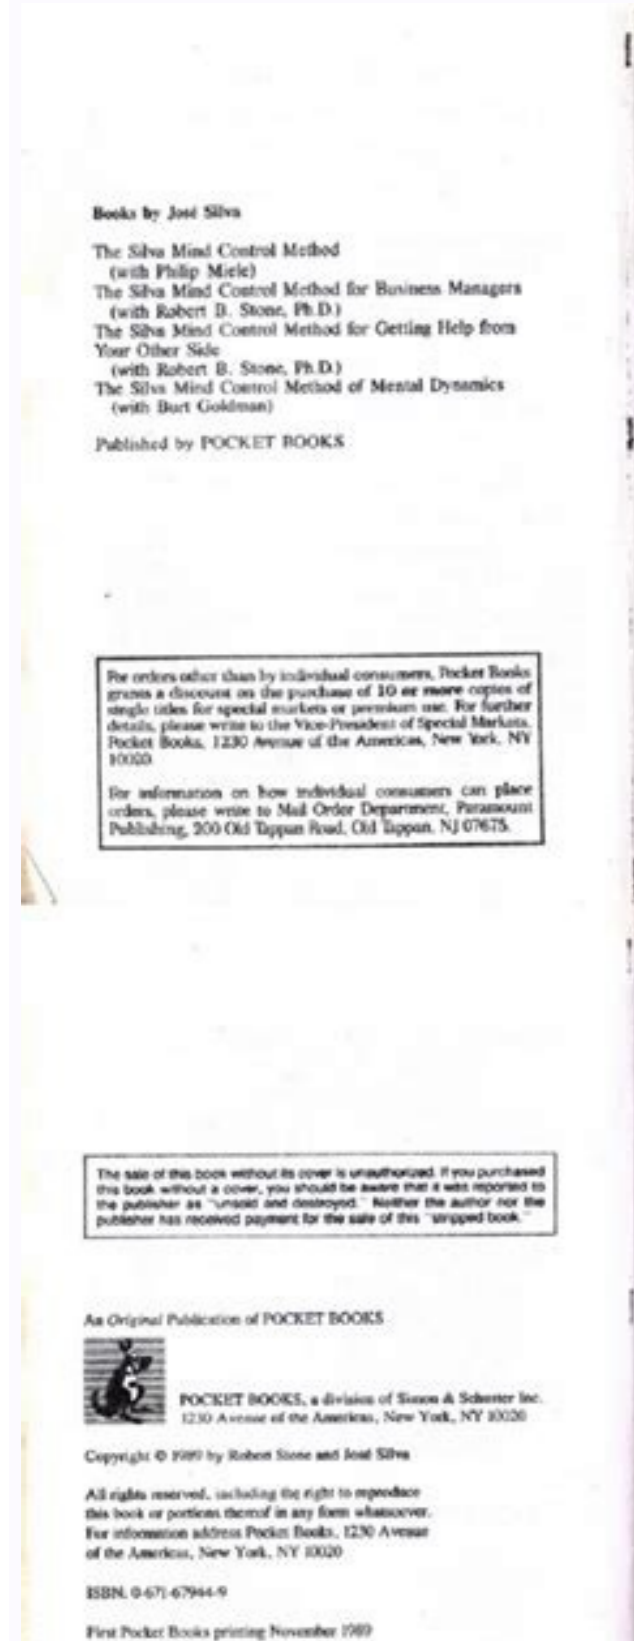 Books by José Silva
The Silva Mind Control Method
(with Philip Miele)
The Silva Mind Control Method for Business Managers
(with Robert B. Stone, Ph.D.)
The Silva Mind Control Method for Getting Help from
Your Other Side
(with Robert B. Stone, Ph.D.)
The Silva Mind Control Method of Mental Dynamics
(with Burt Goldman)
Published by POCKET BOOKS
For orders other than by individual consumers, Pocket Books
grants a discount on the purchase of 10 or more copies of
single titles for special markets or premium use. For further
details, please write to the Vice-President of Special Markets,
Pocket Books, 1230 Avenue of the Americas, New York, NY
10020.
For information on how individual consumers can place
orders, please write to Mail Order Department, Paramount
Publishing, 200 Old Tappan Road, Old Tappan, NJ 07675.
The sale of this book without its cover is unauthorized. If you purchased
this book without a cover, you should be aware that it was reported to
the publisher as "unsold and destroyed." Neither the author nor the
publisher has received payment for the sale of this "stripped book."
An Original Publication of POCKET BOOKS
POCKET BOOKS, a division of Simon & Schuster Inc.
1230 Avenue of the Americas, New York, NY 10020
Copyright © 1989 by Robert Stone and José Silva
All rights reserved, including the right to reproduce
this book or portions thereof in any form whatsoever.
For information address Pocket Books, 1230 Avenue
of the Americas, New York, NY 10020
ISBN: 0-671-67944-9
First Pocket Books printing November 1989